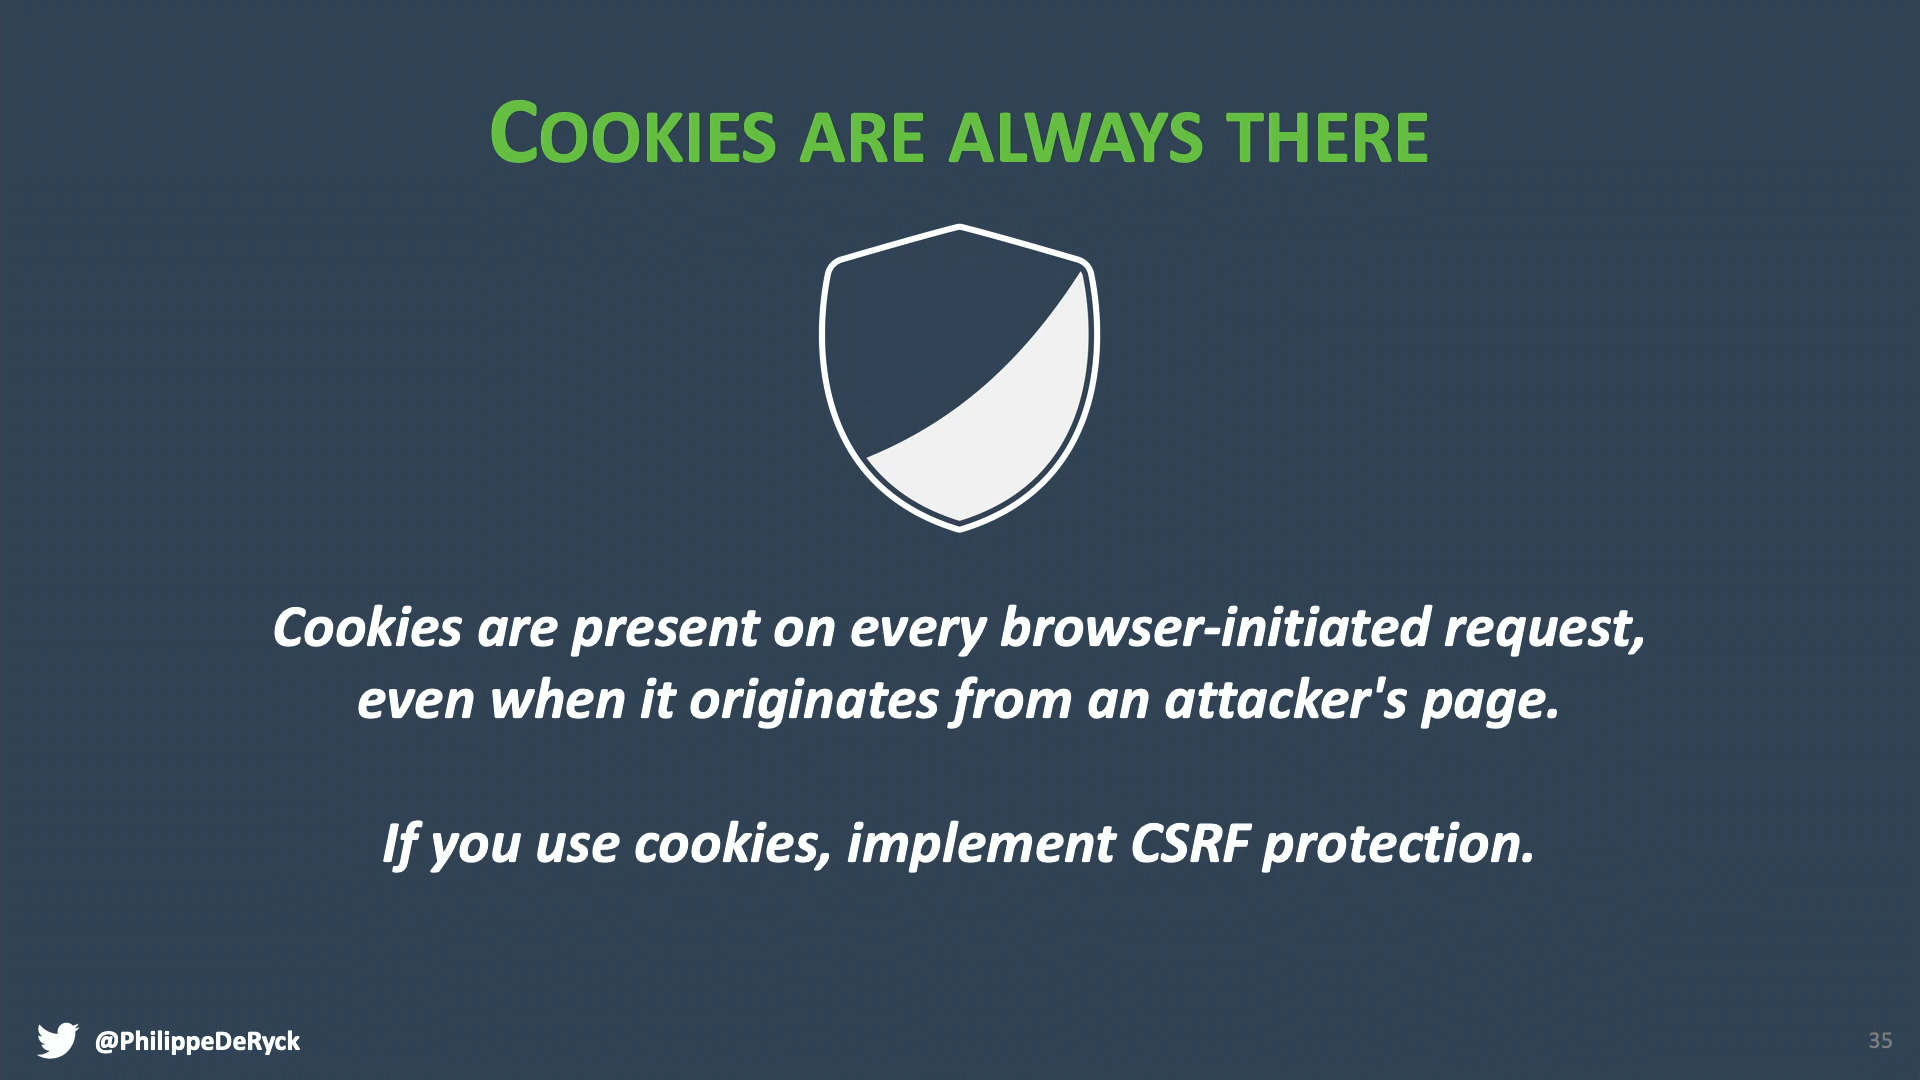 Cookies are always there
Cookies are present on every browser-initiated request,
even when it originates from an attacker's page.
If you use cookies, implement CSRF protection.
@PhilippeDeRyck
35